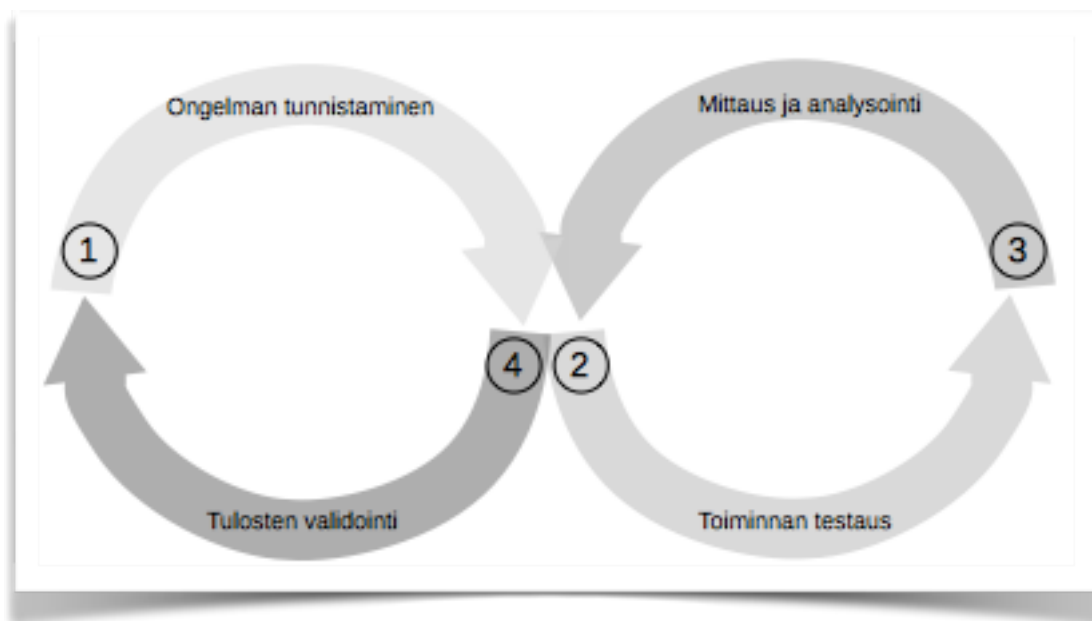 Ongelman tunnistaminen
Mittaus ja analysointi
1
3
4
2
Tulosten validointi
Toiminnan testaus